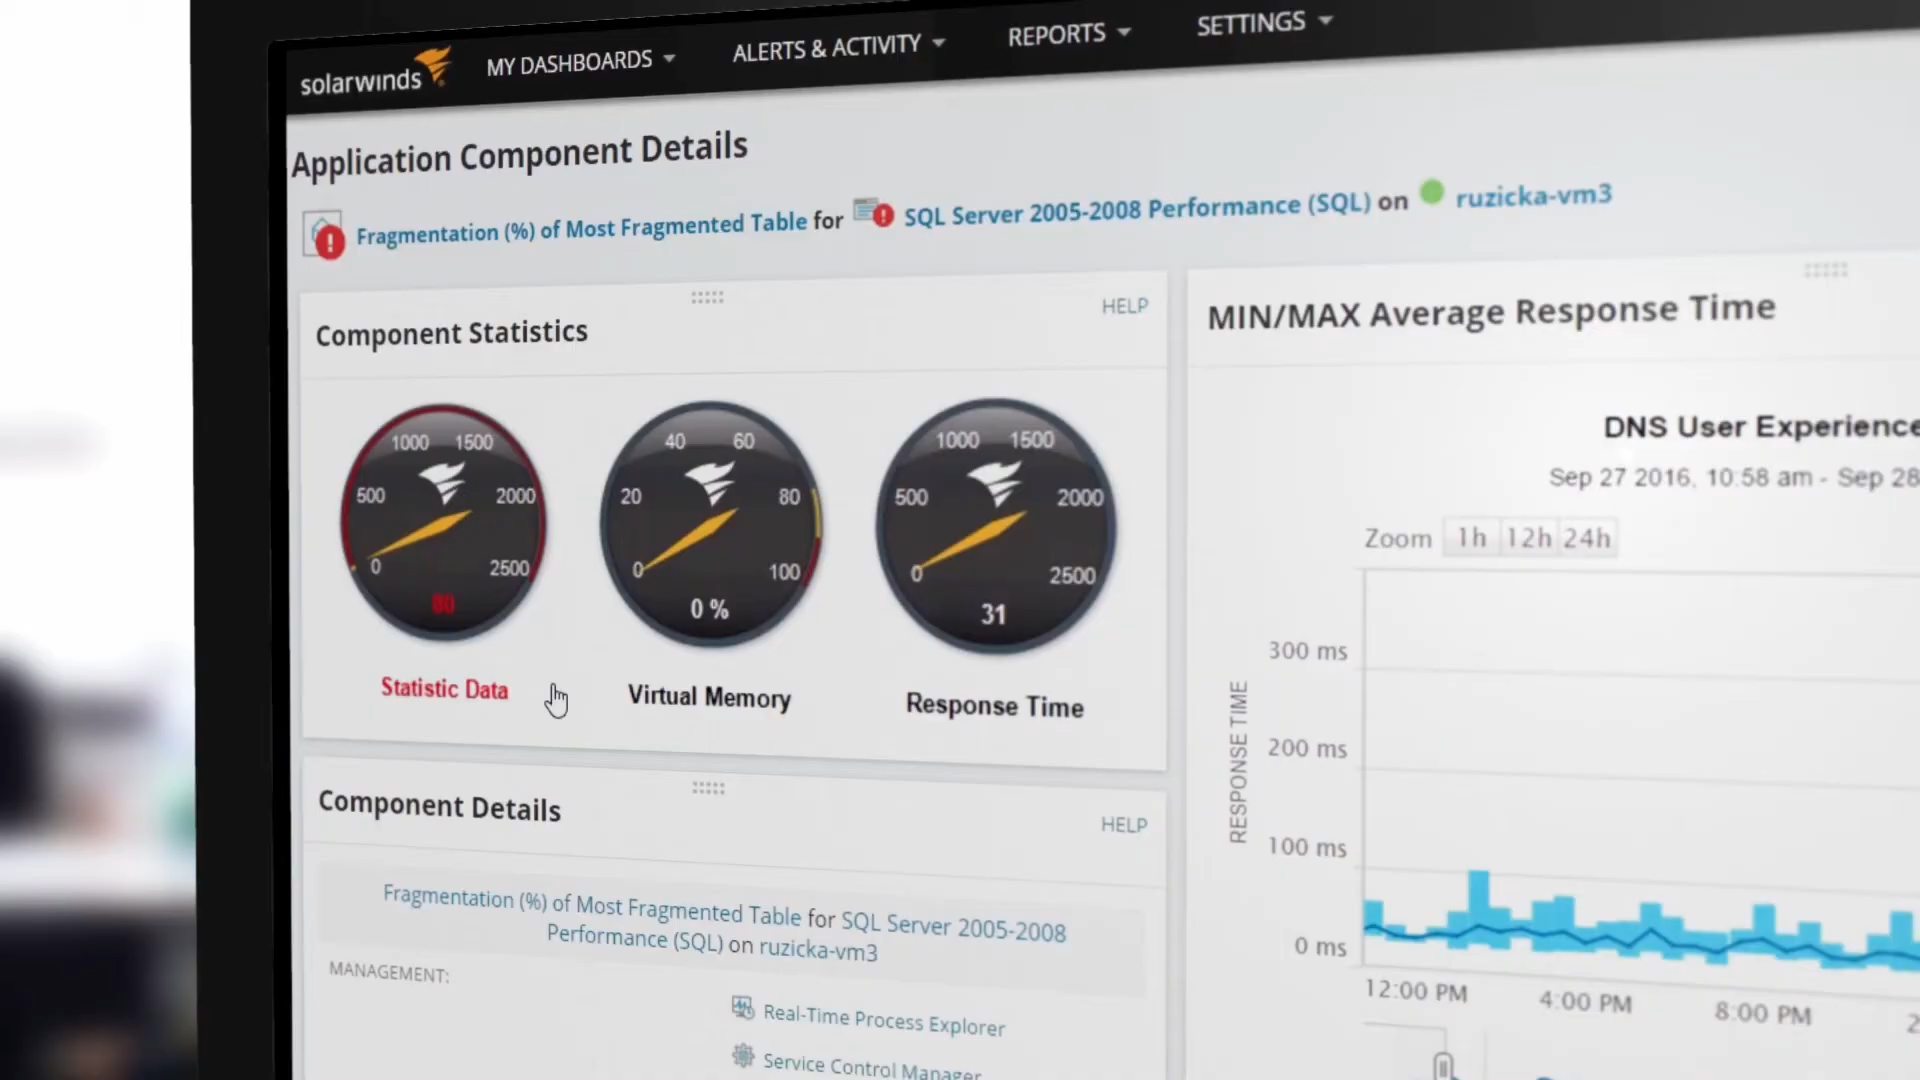 solarwinds MY DASHBOARDS ALERTS & ACTIVITY REPORTS SETTINGS
Application Component Details
Fragmentation (%) of Most Fragmented Table for SQL Server 2005-2008 Performance (SQL) on ruzicka-vm3
Component Statistics HELP
0 500 1000 1500 2000 2500
80
Statistic Data
0 20 40 60 80 100
0 %
Virtual Memory
0 500 1000 1500 2000 2500
31
Response Time
Component Details HELP
Fragmentation (%) of Most Fragmented Table for SQL Server 2005-2008
Performance (SQL) on ruzicka-vm3
MANAGEMENT:
Real-Time Process Explorer
Service Control Manager
MIN/MAX Average Response Time
DNS User Experience
Sep 27 2016, 10:58 am - Sep 28
Zoom 1h 12h 24h
RESPONSE TIME
300 ms
200 ms
100 ms
0 ms
12:00 PM 4:00 PM 8:00 PM